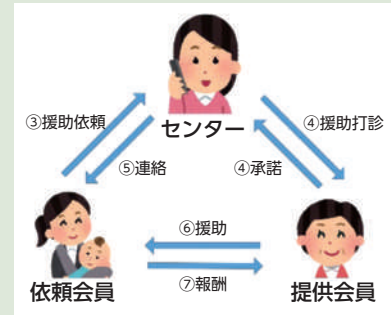 ③援助依頼
センター
④援助打診
⑤連絡
④承諾
⑥援助
依頼会員
⑦報酬
提供会員